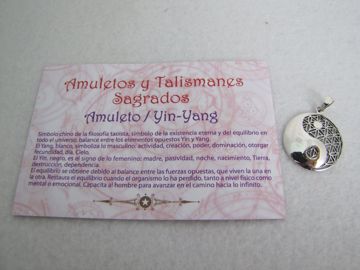 Amuletos y Talismanes
Sagrados
Amuleto / Yin-Yang
Símbolo chino de la filosofía taoísta, símbolo de la existencia eterna y del equilibrio en
todo el universo, balance entre los elementos opuestos Yin y Yang.
El Yang, blanco, simboliza lo masculino: actividad, creación, poder, dominación, otorgar
fecundidad, día, Cielo.
El Yin, negro, es el signo de lo femenino: madre, pasividad, noche, nacimiento, Tierra,
destrucción, dependencia.
El equilibrio se obtiene debido al balance entre las fuerzas opuestas, que viven la una en
la otra. Restaura el equilibrio cuando el organismo lo ha perdido, tanto a nivel físico como
mental o emocional. Capacita al hombre para avanzar en el camino hacia lo infinito.